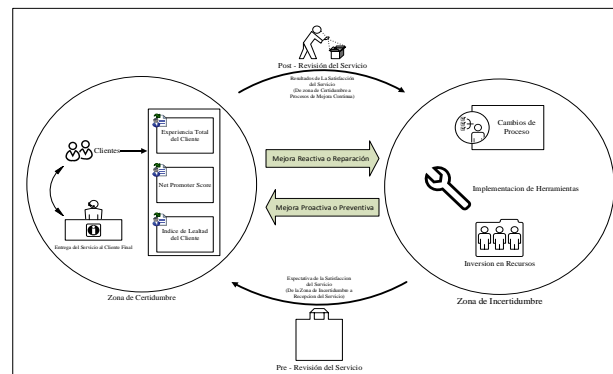 Post - Revisión del Servicio
Resultados de La Satisfacción
del Servicio
(De zona de Certidumbre a
Procesos de Mejora Continua)
Clientes
Entrega del Servicio al Cliente Final
Experiencia Total
del Cliente
Net Promoter Score
Indice de Lealtad
del Cliente
Zona de Certidumbre
Mejora Reactiva o Reparación
Mejora Proactiva o Preventiva
Cambios de
Proceso
Implementacion de Herramientas
Inversion en Recursos
Zona de Incertidumbre
Expectativa de la Satisfaccion
del Servicio
(De la Zona de Incertidumbre a
Recepcion del Servicio)
Pre - Revisión del Servicio